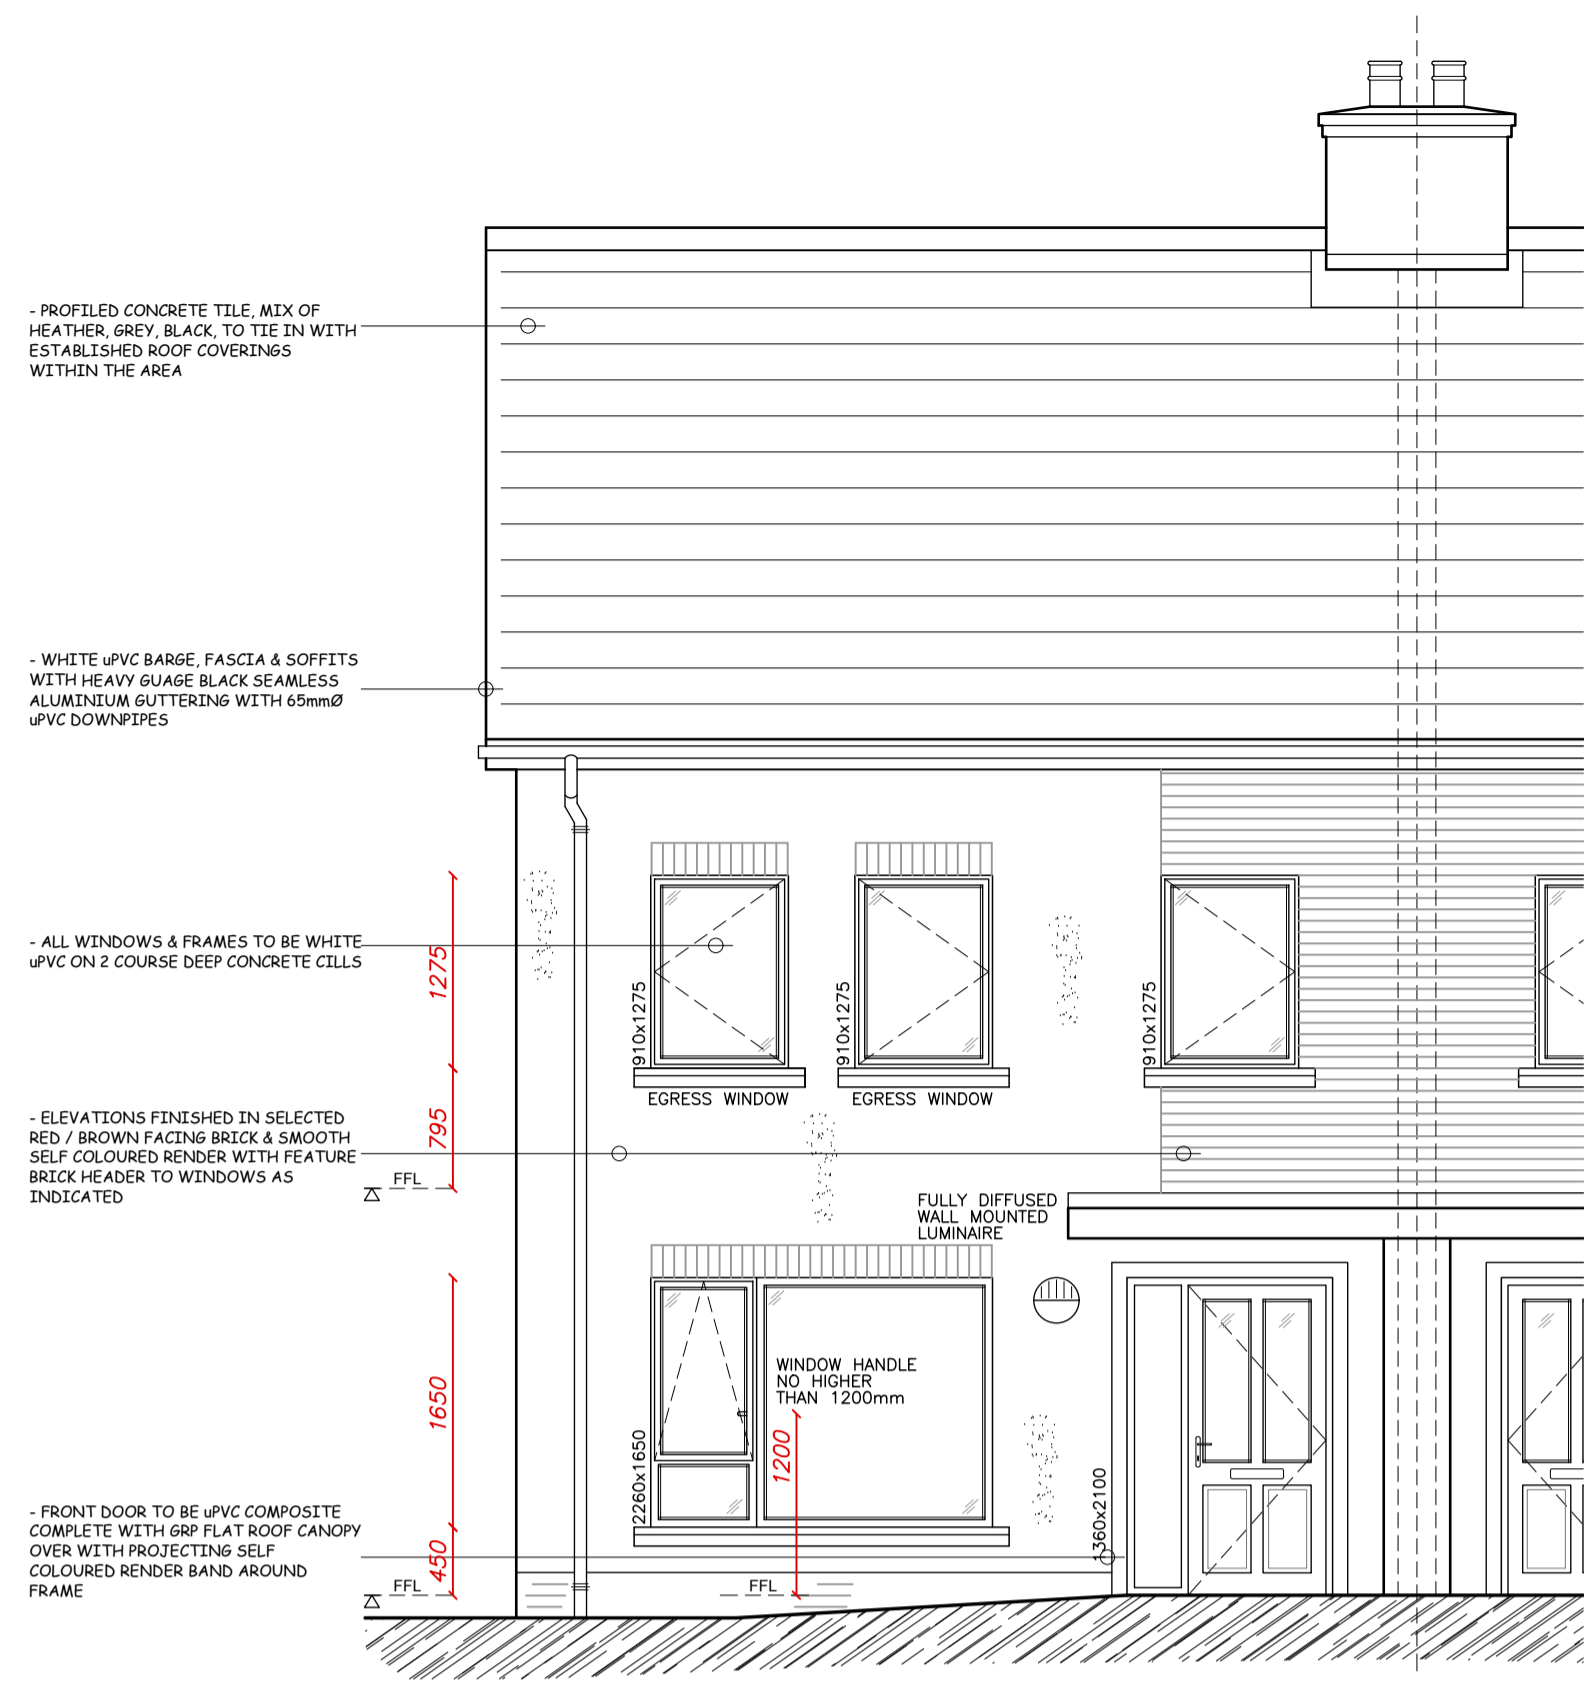 - PROFILED CONCRETE TILE, MIX OF
HEATHER, GREY, BLACK, TO TIE IN WITH
ESTABLISHED ROOF COVERINGS
WITHIN THE AREA
- WHITE uPVC BARGE, FASCIA & SOFFITS
WITH HEAVY GUAGE BLACK SEAMLESS
ALUMINIUM GUTTERING WITH 65mmØ
uPVC DOWNPIPES
- ALL WINDOWS & FRAMES TO BE WHITE
uPVC ON 2 COURSE DEEP CONCRETE CILLS
1275
910x1275
910x1275
910x1275
EGRESS WINDOW
EGRESS WINDOW
795
- ELEVATIONS FINISHED IN SELECTED
RED / BROWN FACING BRICK & SMOOTH
SELF COLOURED RENDER WITH FEATURE
BRICK HEADER TO WINDOWS AS
INDICATED
FFL
FULLY DIFFUSED
WALL MOUNTED
LUMINAIRE
WINDOW HANDLE
NO HIGHER
THAN 1200mm
1650
1200
2260x1650
1360x2100
- FRONT DOOR TO BE uPVC COMPOSITE
COMPLETE WITH GRP FLAT ROOF CANOPY
OVER WITH PROJECTING SELF
COLOURED RENDER BAND AROUND
FRAME
450
FFL
FFL